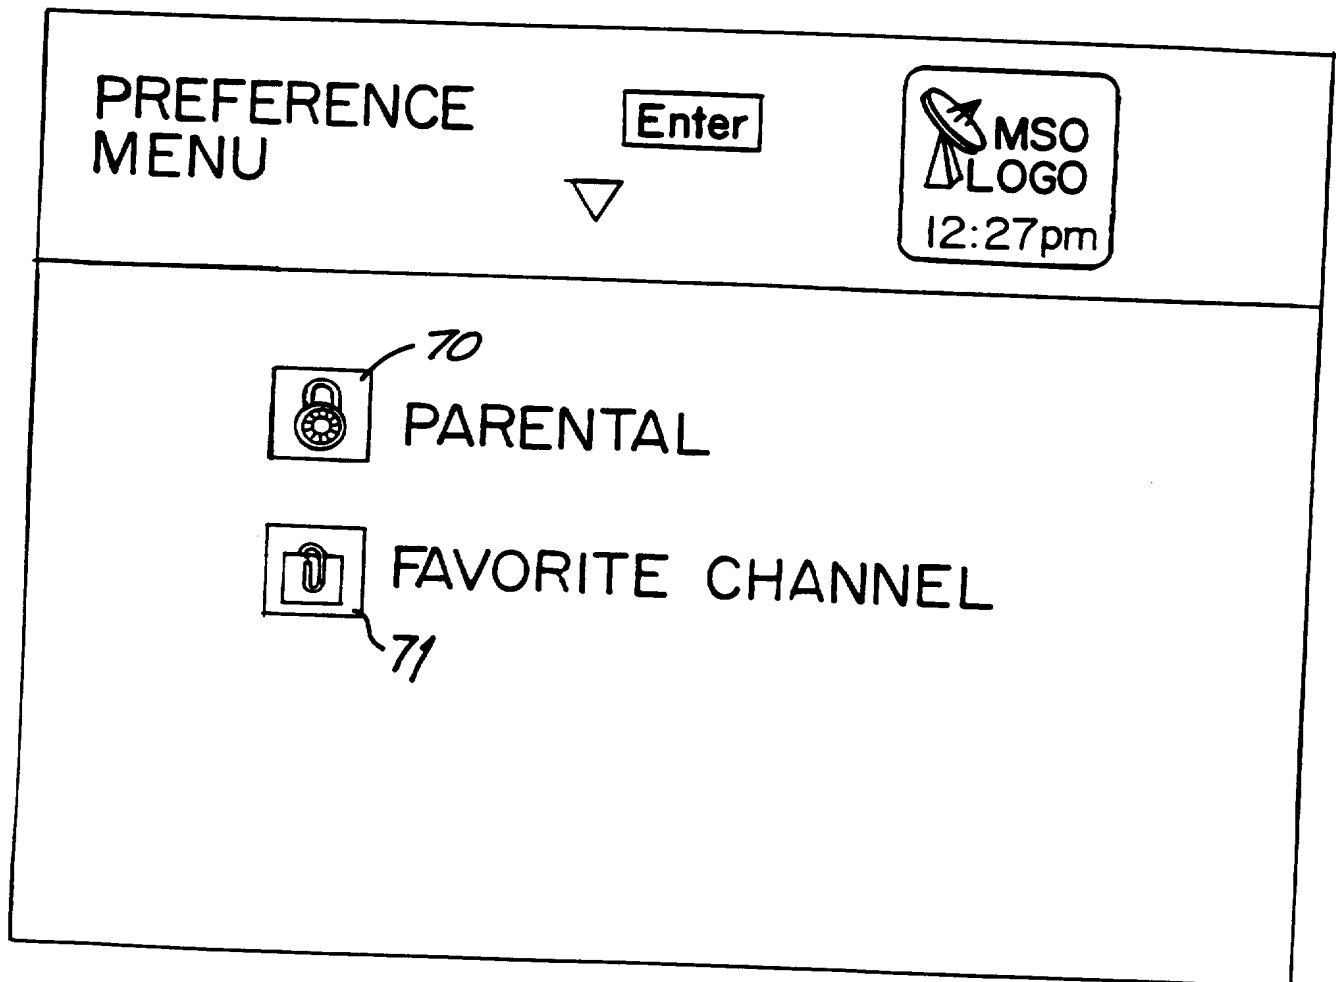 PREFERENCE
MENU
Enter
MSO
LOGO
12:27pm
70
PARENTAL
FAVORITE CHANNEL
71